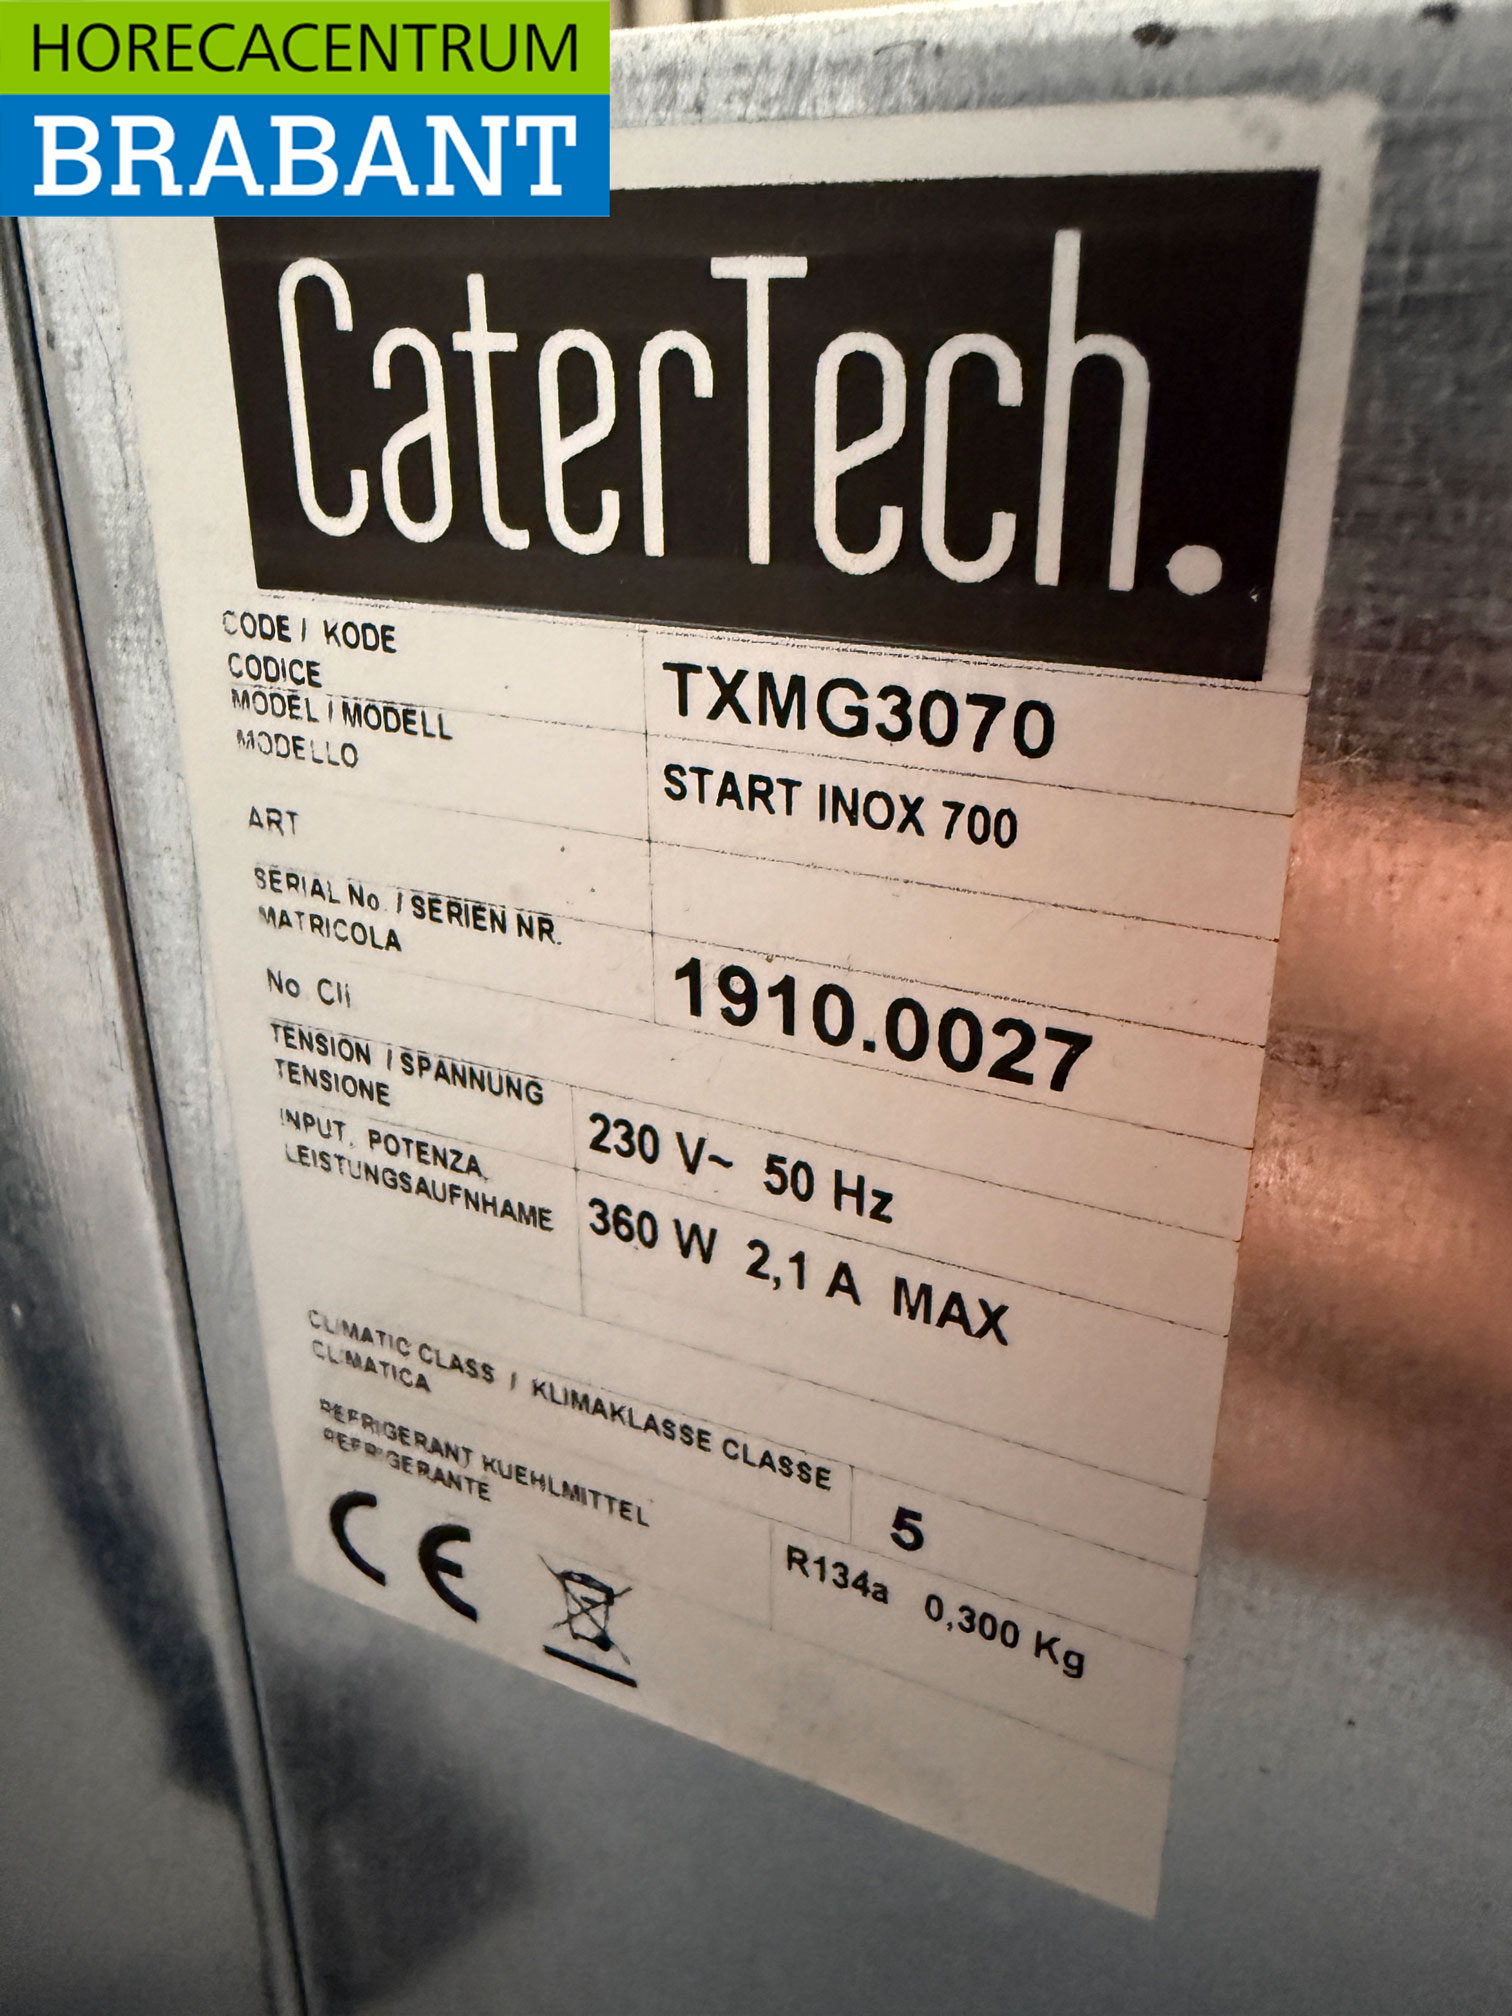 HORECACENTRUM
BRABANT
CaterTech.
CODE / KODE
CODICE
TXMG3070
MODEL / MODELL
MODELLO
START INOX 700
ART
SERIAL No. / SERIEN NR.
MATRICOLA
1910.0027
No Cli
TENSION / SPANNUNG
TENSIONE
230 V~ 50 Hz
INPUT. POTENZA.
LEISTUNGSAUFNHAME
360 W 2,1 A MAX
CLIMATIC CLASS / KLIMAKLASSE CLASSE
CLIMATICA
5
REFRIGERANT KUEHLMITTEL
REFRIGERANTE
R134a 0,300 Kg
CE